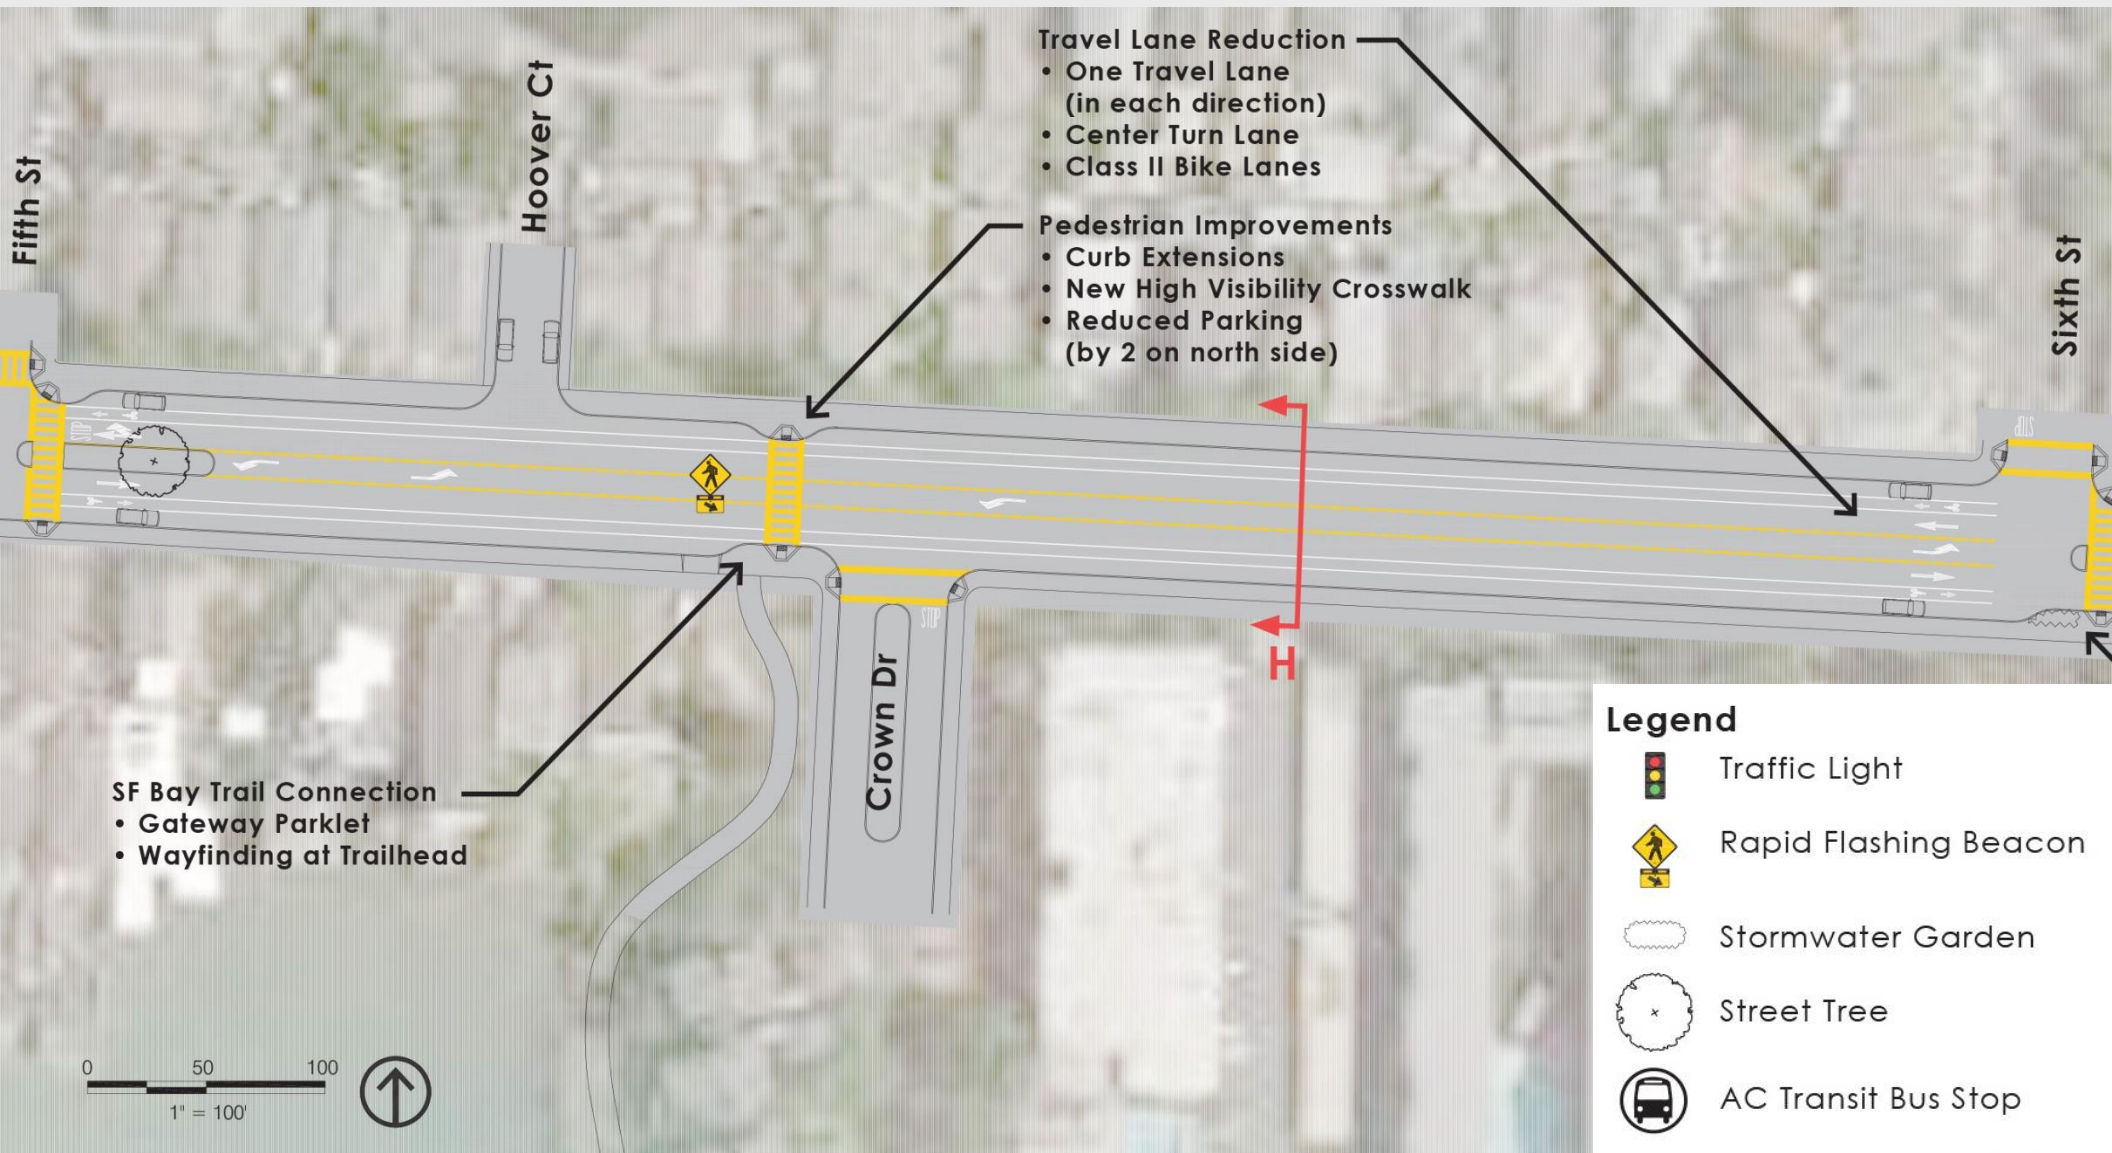 Travel Lane Reduction
• One Travel Lane
(in each direction)
• Center Turn Lane
• Class II Bike Lanes
Pedestrian Improvements
• Curb Extensions
• New High Visibility Crosswalk
• Reduced Parking
(by 2 on north side)
Fifth St
Hoover Ct
Sixth St
STOP
STOP
STOP
H
Crown Dr
SF Bay Trail Connection
• Gateway Parklet
• Wayfinding at Trailhead
0 50 100
1" = 100'
Legend
Traffic Light
Rapid Flashing Beacon
Stormwater Garden
Street Tree
AC Transit Bus Stop